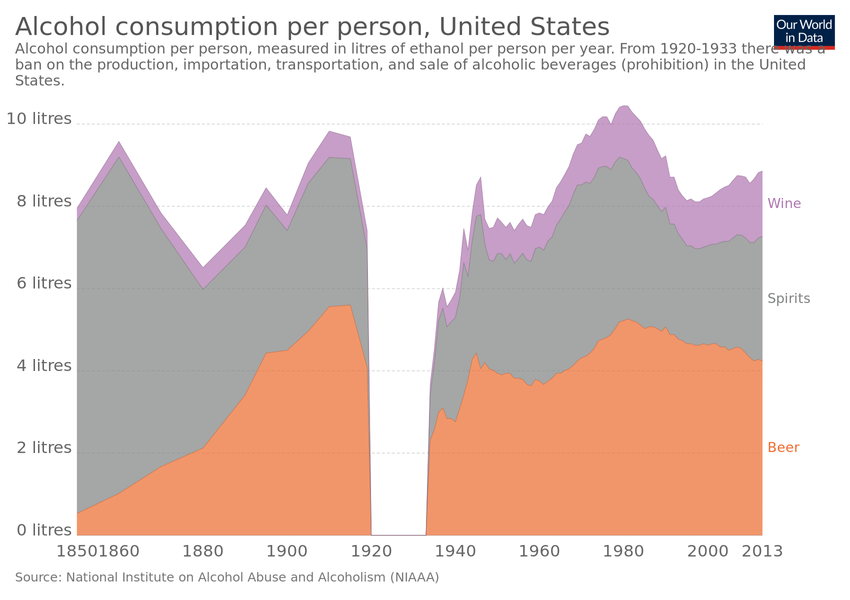 Alcohol consumption per person, United States
Our World
in Data
Alcohol consumption per person, measured in litres of ethanol per person per year. From 1920-1933 there was a
ban on the production, importation, transportation, and sale of alcoholic beverages (prohibition) in the United
States.
10 litres
8 litres
6 litres
4 litres
2 litres
0 litres
Wine
Spirits
Beer
1850 1860 1880 1900 1920 1940 1960 1980 2000 2013
Source: National Institute on Alcohol Abuse and Alcoholism (NIAAA)